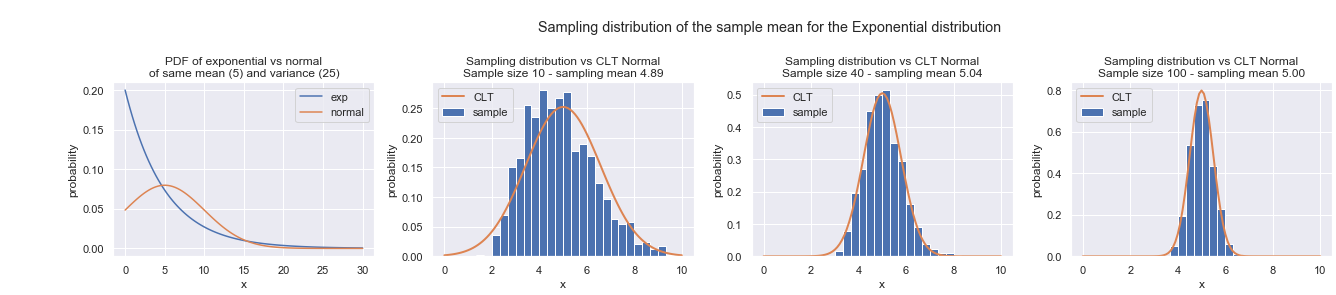 Sampling distribution of the sample mean for the Exponential distribution
PDF of exponential vs normal
of same mean (5) and variance (25)
exp
normal
0.20
0.15
0.10
0.05
0.00
probability
0 5 10 15 20 25 30
x
Sampling distribution vs CLT Normal
Sample size 10 - sampling mean 4.89
CLT
sample
0.25
0.20
0.15
0.10
0.05
0.00
probability
0 2 4 6 8 10
x
Sampling distribution vs CLT Normal
Sample size 40 - sampling mean 5.04
CLT
sample
0.5
0.4
0.3
0.2
0.1
0.0
probability
0 2 4 6 8 10
x
Sampling distribution vs CLT Normal
Sample size 100 - sampling mean 5.00
CLT
sample
0.8
0.6
0.4
0.2
0.0
probability
0 2 4 6 8 10
x